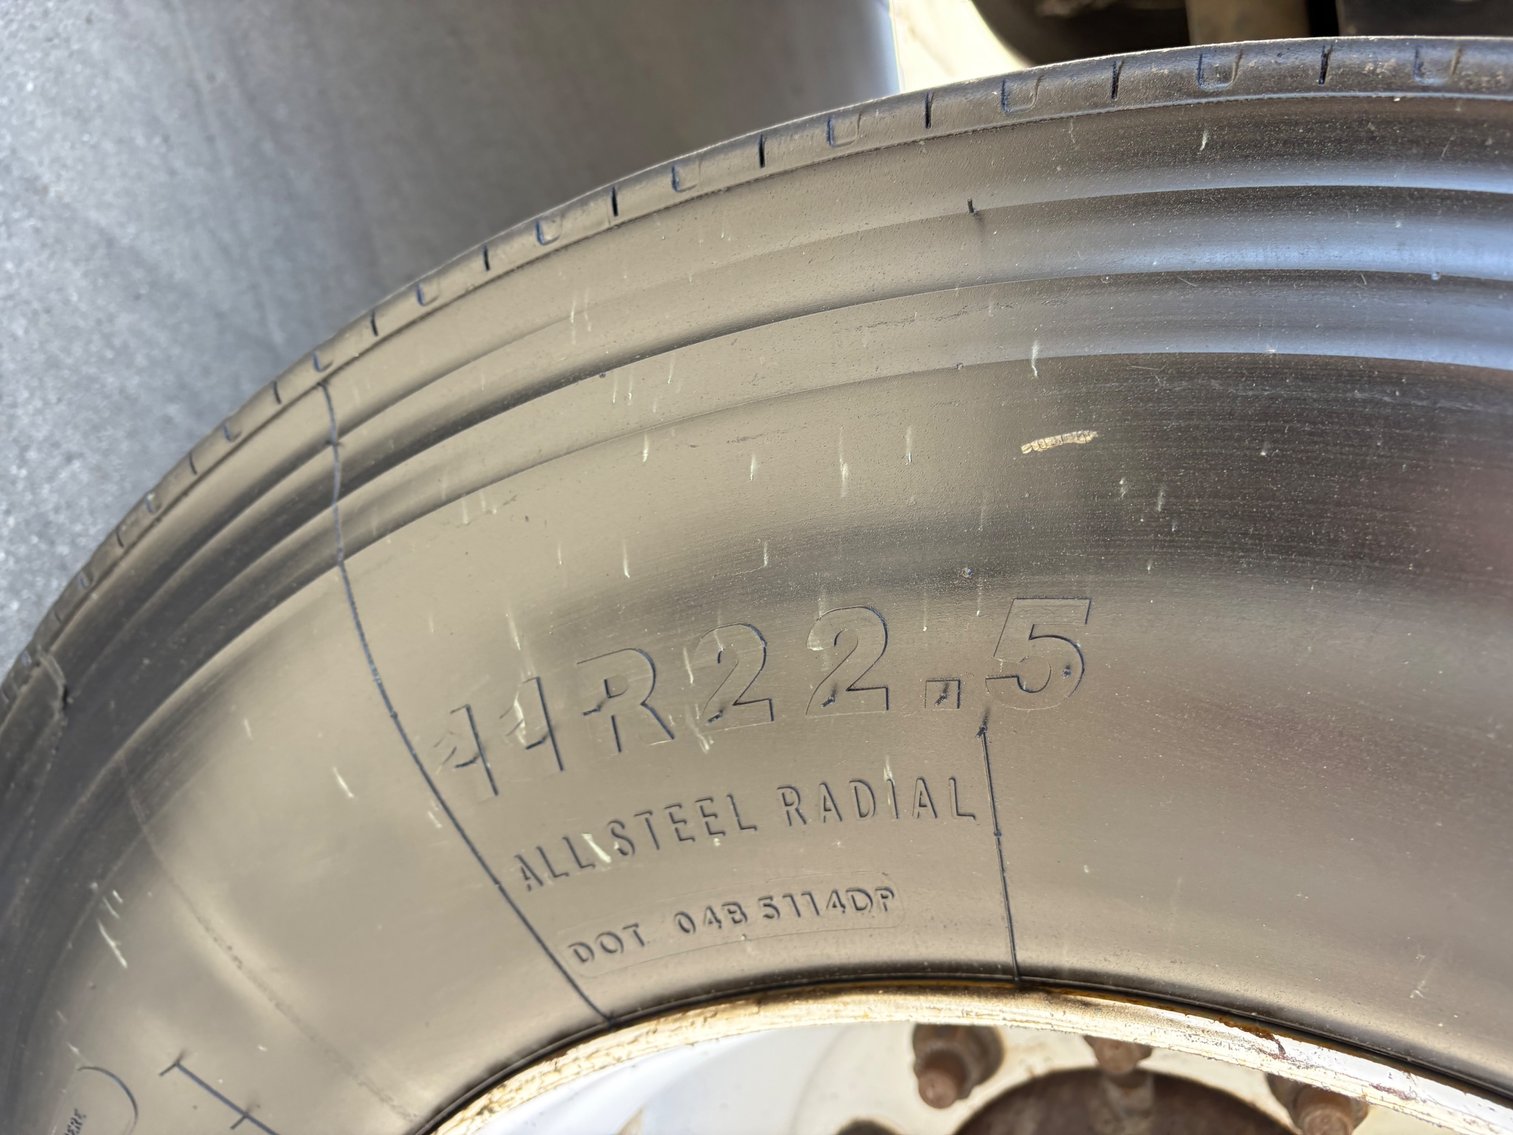 11R22.5
ALL STEEL RADIAL
DOT 04B 5114DP